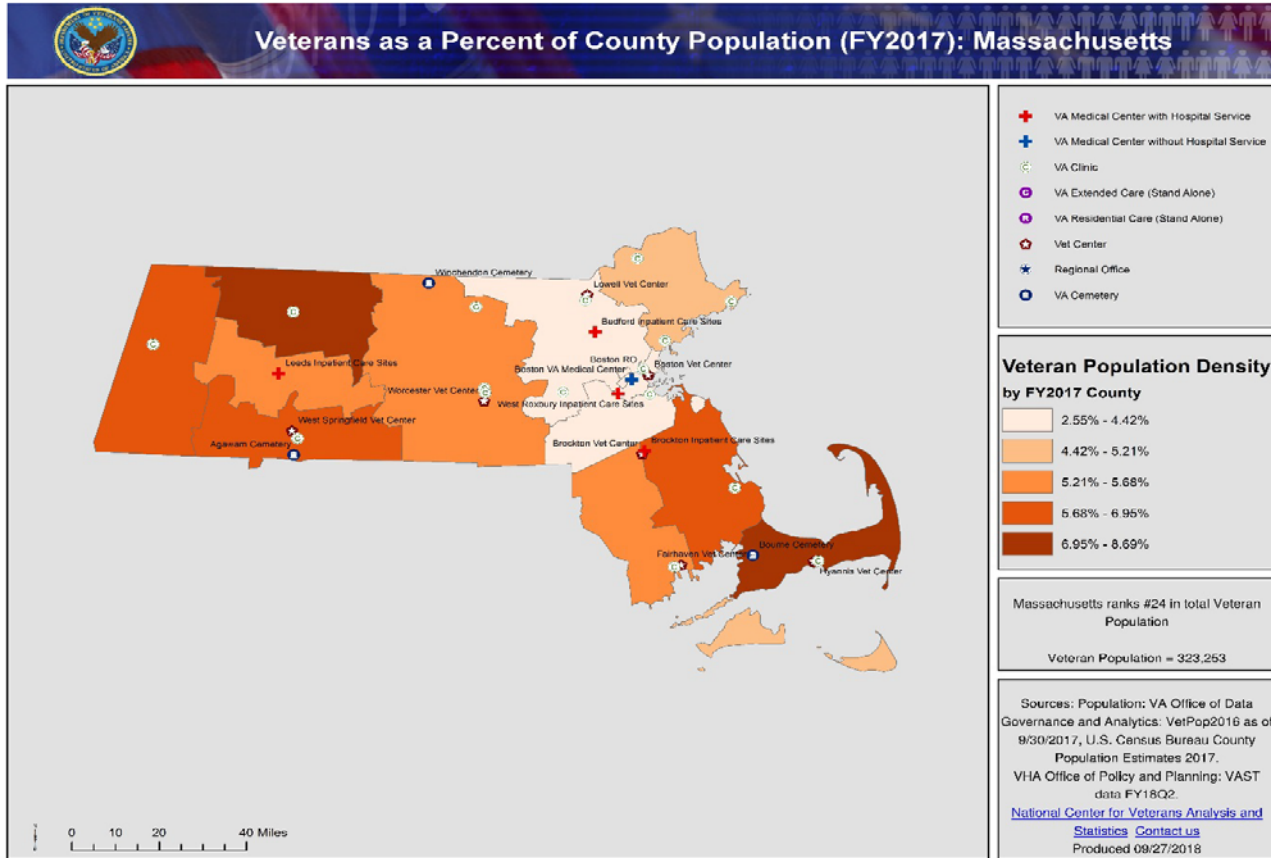 Veterans as a Percent of County Population (FY2017): Massachusetts
VA Medical Center with Hospital Service
VA Medical Center without Hospital Service
VA Clinic
VA Extended Care (Stand Alone)
VA Residential Care (Stand Alone)
Vet Center
Regional Office
VA Cemetery
Winchendon Cemetery
Lowell Vet Center
Bedford Inpatient Care Sites
Leeds Inpatient Care Sites
Boston RO
Boston Vet Center
Boston VA Medical Center
Worcester Vet Center
West Roxbury Inpatient Care Sites
West Springfield Vet Center
Agawam Cemetery
Brockton Vet Center
Brockton Inpatient Care Sites
Fairhaven Vet Center
Bourne Cemetery
Hyannis Vet Center
0 10 20 40 Miles
Veteran Population Density
by FY2017 County
2.55% - 4.42%
4.42% - 5.21%
5.21% - 5.68%
5.68% - 6.95%
6.95% - 8.69%
Massachusetts ranks #24 in total Veteran
Population
Veteran Population = 323,253
Sources: Population: VA Office of Data
Governance and Analytics: VetPop2016 as of
9/30/2017, U.S. Census Bureau County
Population Estimates 2017.
VHA Office of Policy and Planning: VAST
data FY18Q2.
National Center for Veterans Analysis and
Statistics Contact us
Produced 09/27/2018